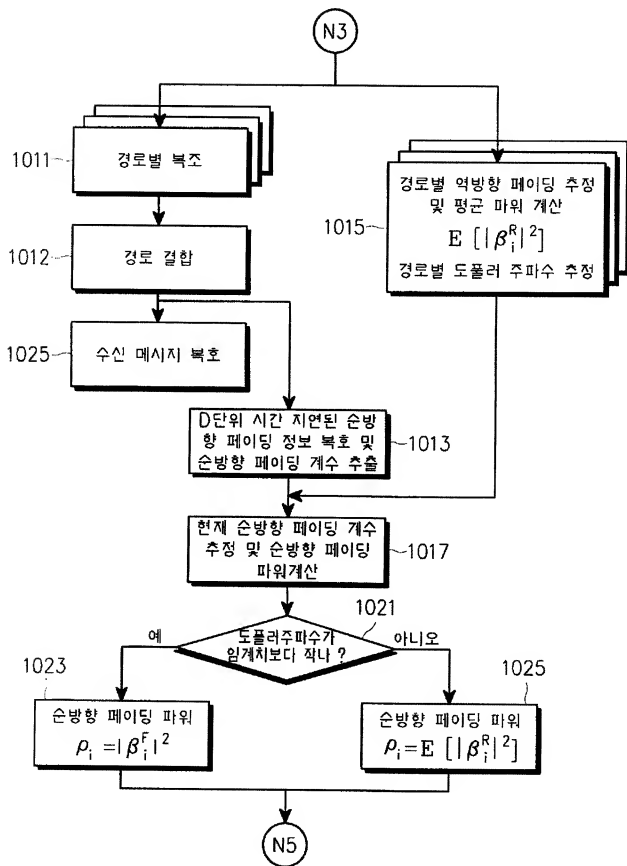 N3
1011
경로별 복조
1012
경로 결합
1025
수신 메시지 복호
1015
경로별 역방향 페이딩 추정
및 평균 파워 계산
E [|β_i^R|^2]
경로별 도풀러 주파수 추정
D단위 시간 지연된 순방
향 페이딩 정보 복호 및
순방향 페이딩 계수 추출
1013
현재 순방향 페이딩 계수
추정 및 순방향 페이딩
파워계산
1017
1021
도풀러주파수가
임계치보다 작나 ?
예
아니오
1023
순방향 페이딩 파워
ρ_i =|β_i^F|^2
1025
순방향 페이딩 파워
ρ_i=E [|β_i^R|^2]
N5